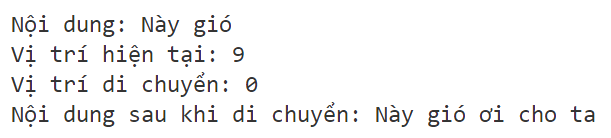 Nội dung: Này gió
Vị trí hiện tại: 9
Vị trí di chuyển: 0
Nội dung sau khi di chuyển: Này gió ơi cho ta